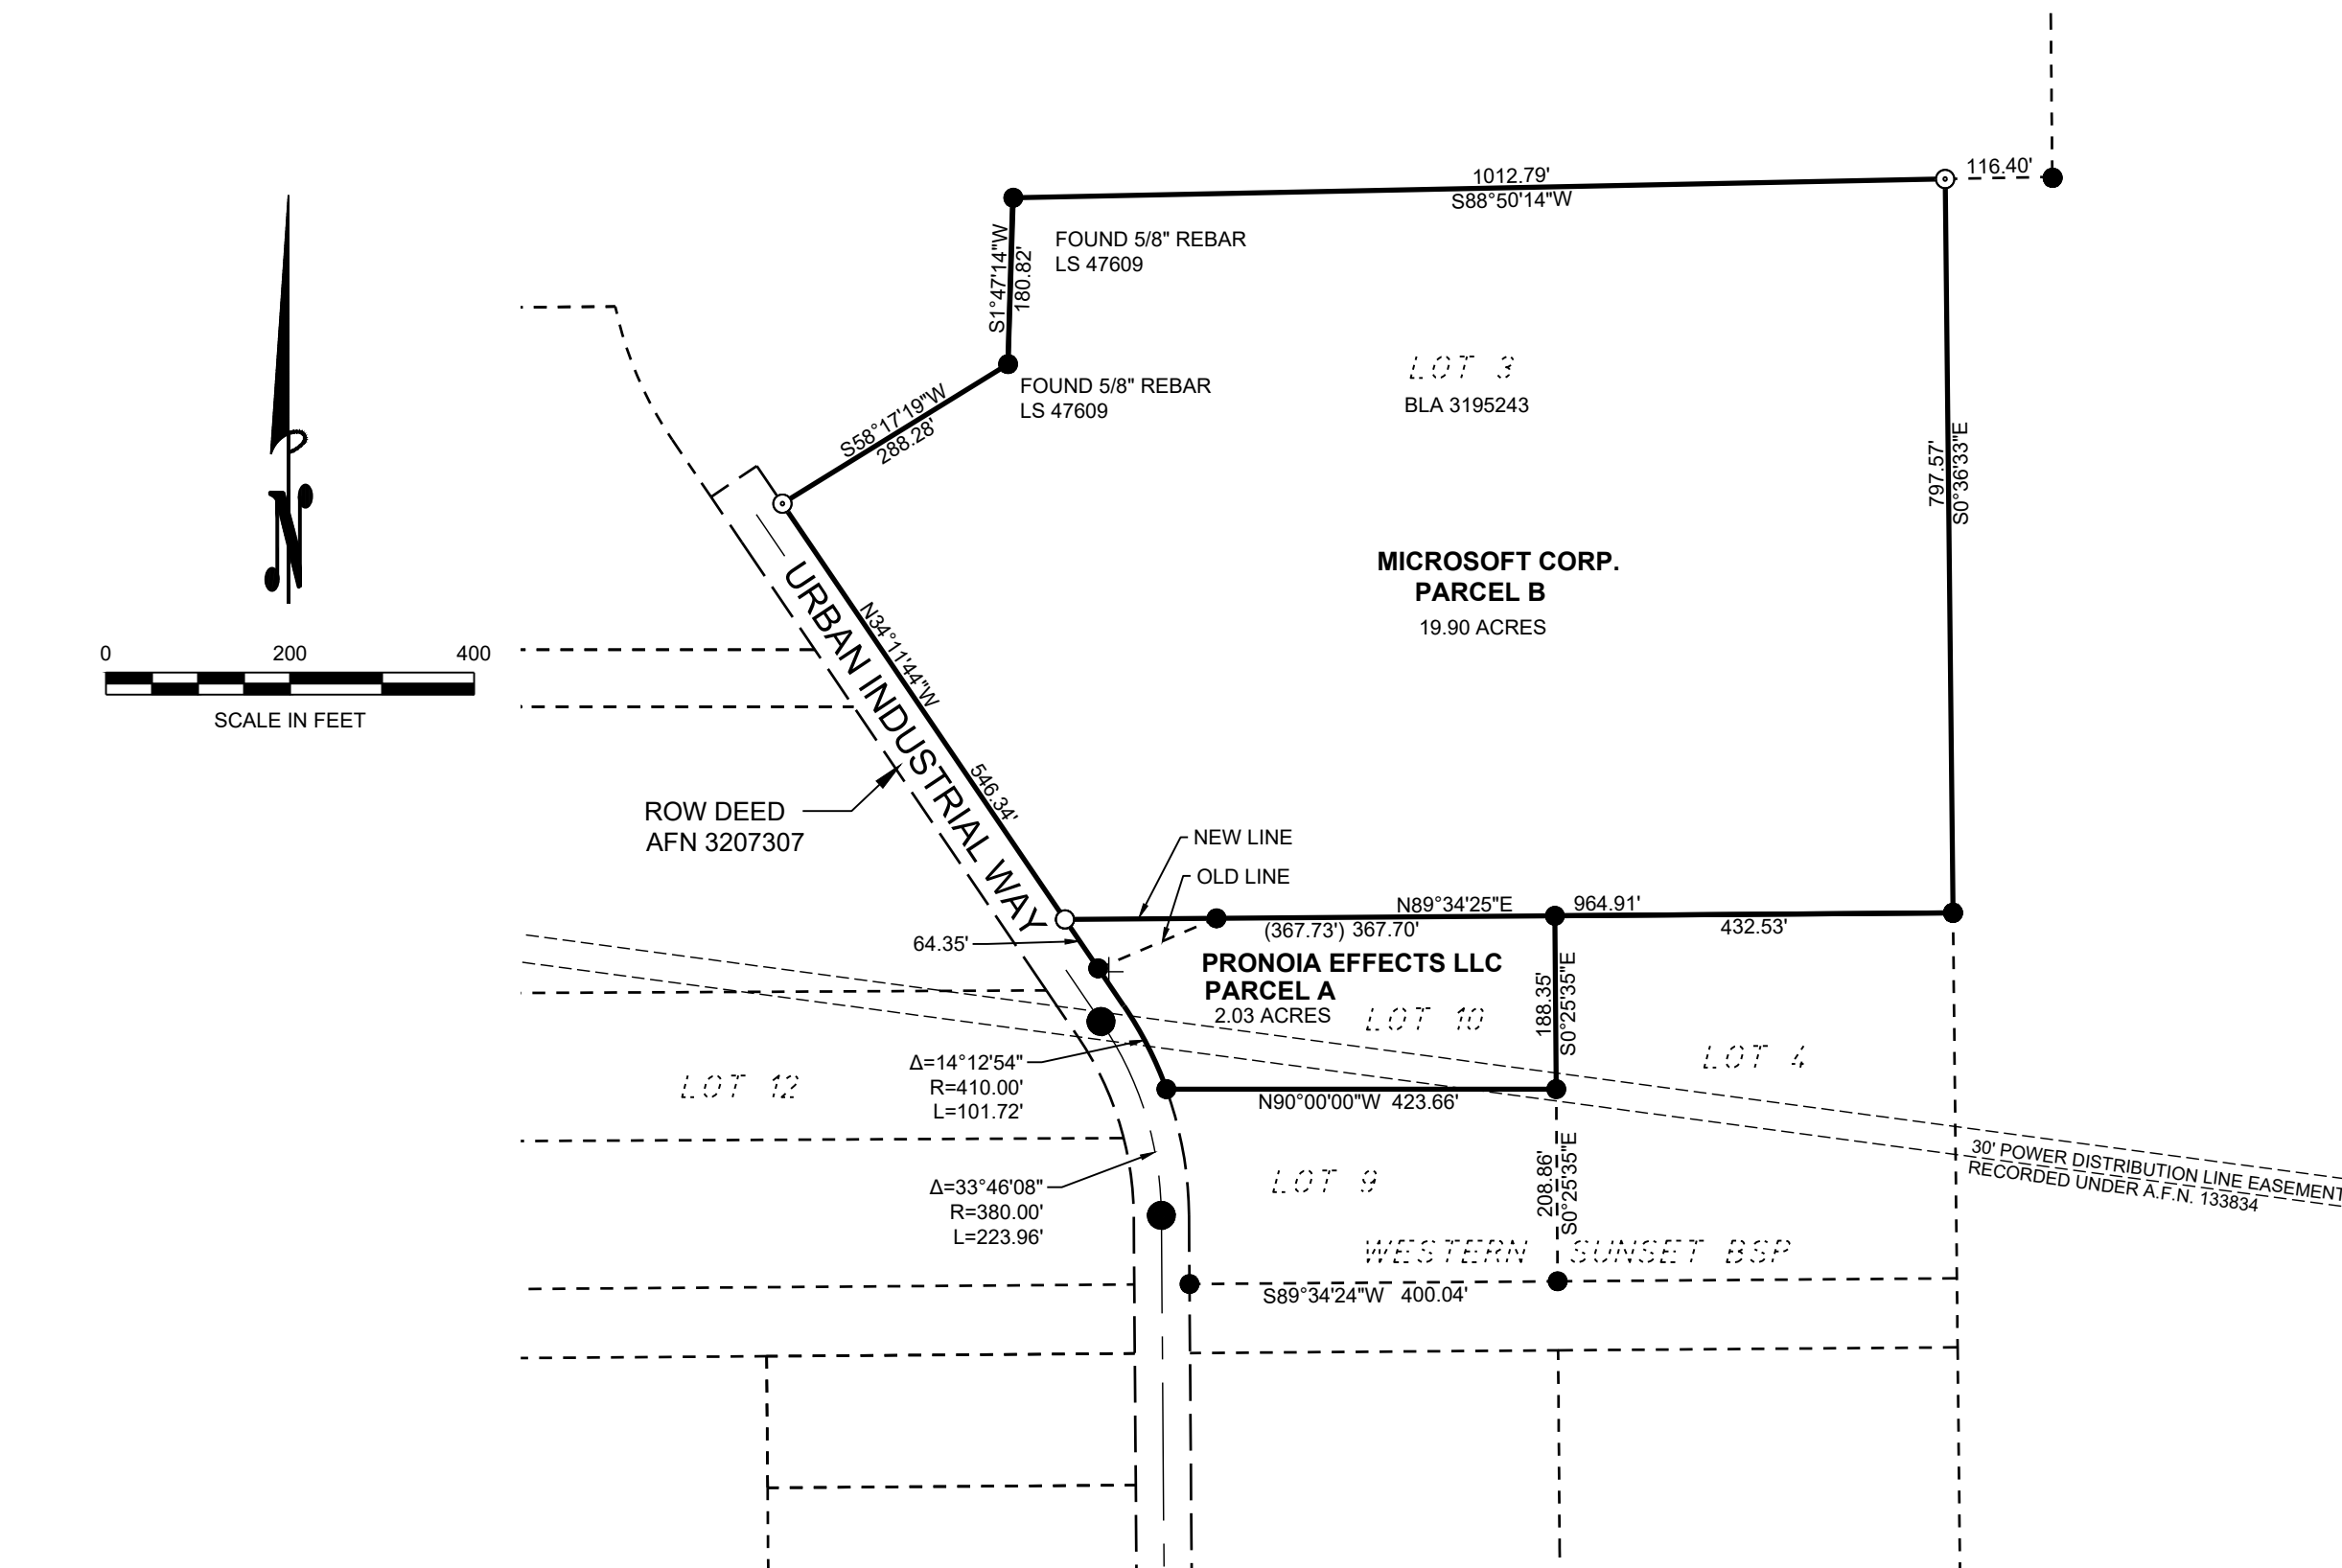 116.40'
1012.79'
S88°50'14"W
S1°47'14"W
180.82'
FOUND 5/8" REBAR
LS 47609
FOUND 5/8" REBAR
LS 47609
LOT 3
BLA 3195243
S58°17'19"W
288.28'
797.57'
S0°36'33"E
N
MICROSOFT CORP.
PARCEL B
19.90 ACRES
0 200 400
SCALE IN FEET
URBAN INDUSTRIAL WAY
N34°11'44"W
546.34'
ROW DEED
AFN 3207307
NEW LINE
OLD LINE
N89°34'25"E
964.91'
(367.73') 367.70'
432.53'
64.35'
PRONOIA EFFECTS LLC
PARCEL A
2.03 ACRES
LOT 10
188.35'
S0°25'35"E
LOT 4
LOT 12
Δ=14°12'54"
R=410.00'
L=101.72'
N90°00'00"W 423.66'
30' POWER DISTRIBUTION LINE EASEMENT
RECORDED UNDER A.F.N. 133834
Δ=33°46'08"
R=380.00'
L=223.96'
LOT 9
208.86'
S0°25'35"E
WESTERN SUNSET BSP
S89°34'24"W 400.04'